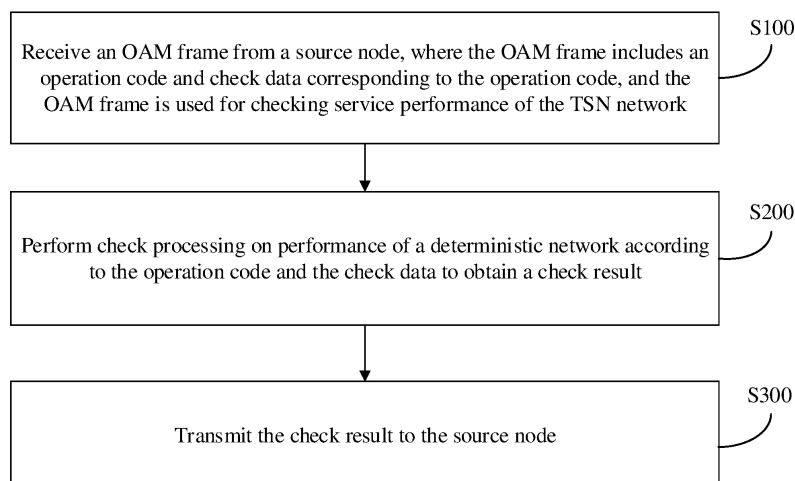 S100
Receive an OAM frame from a source node, where the OAM frame includes an
operation code and check data corresponding to the operation code, and the
OAM frame is used for checking service performance of the TSN network
S200
Perform check processing on performance of a deterministic network according
to the operation code and the check data to obtain a check result
S300
Transmit the check result to the source node